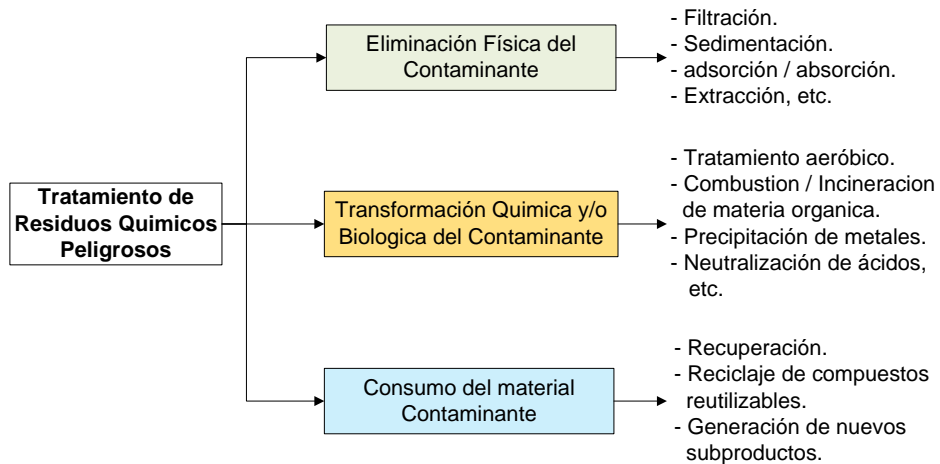 Tratamiento de
Residuos Quimicos
Peligrosos
Eliminación Física del
Contaminante
- Filtración.
- Sedimentación.
- adsorción / absorción.
- Extracción, etc.
Transformación Quimica y/o
Biologica del Contaminante
- Tratamiento aeróbico.
- Combustion / Incineracion
de materia organica.
- Precipitación de metales.
- Neutralización de ácidos,
etc.
Consumo del material
Contaminante
- Recuperación.
- Reciclaje de compuestos
reutilizables.
- Generación de nuevos
subproductos.